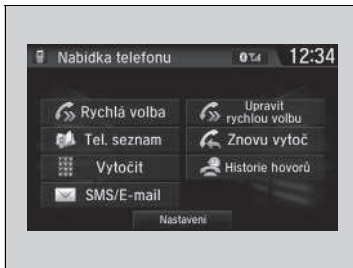 Nabídka telefonu 12:34
Rychlá volba
Upravit
rychlou volbu
Tel. seznam
Znovu vytoč
Vytočit
Historie hovorů
SMS/E-mail
Nastavení